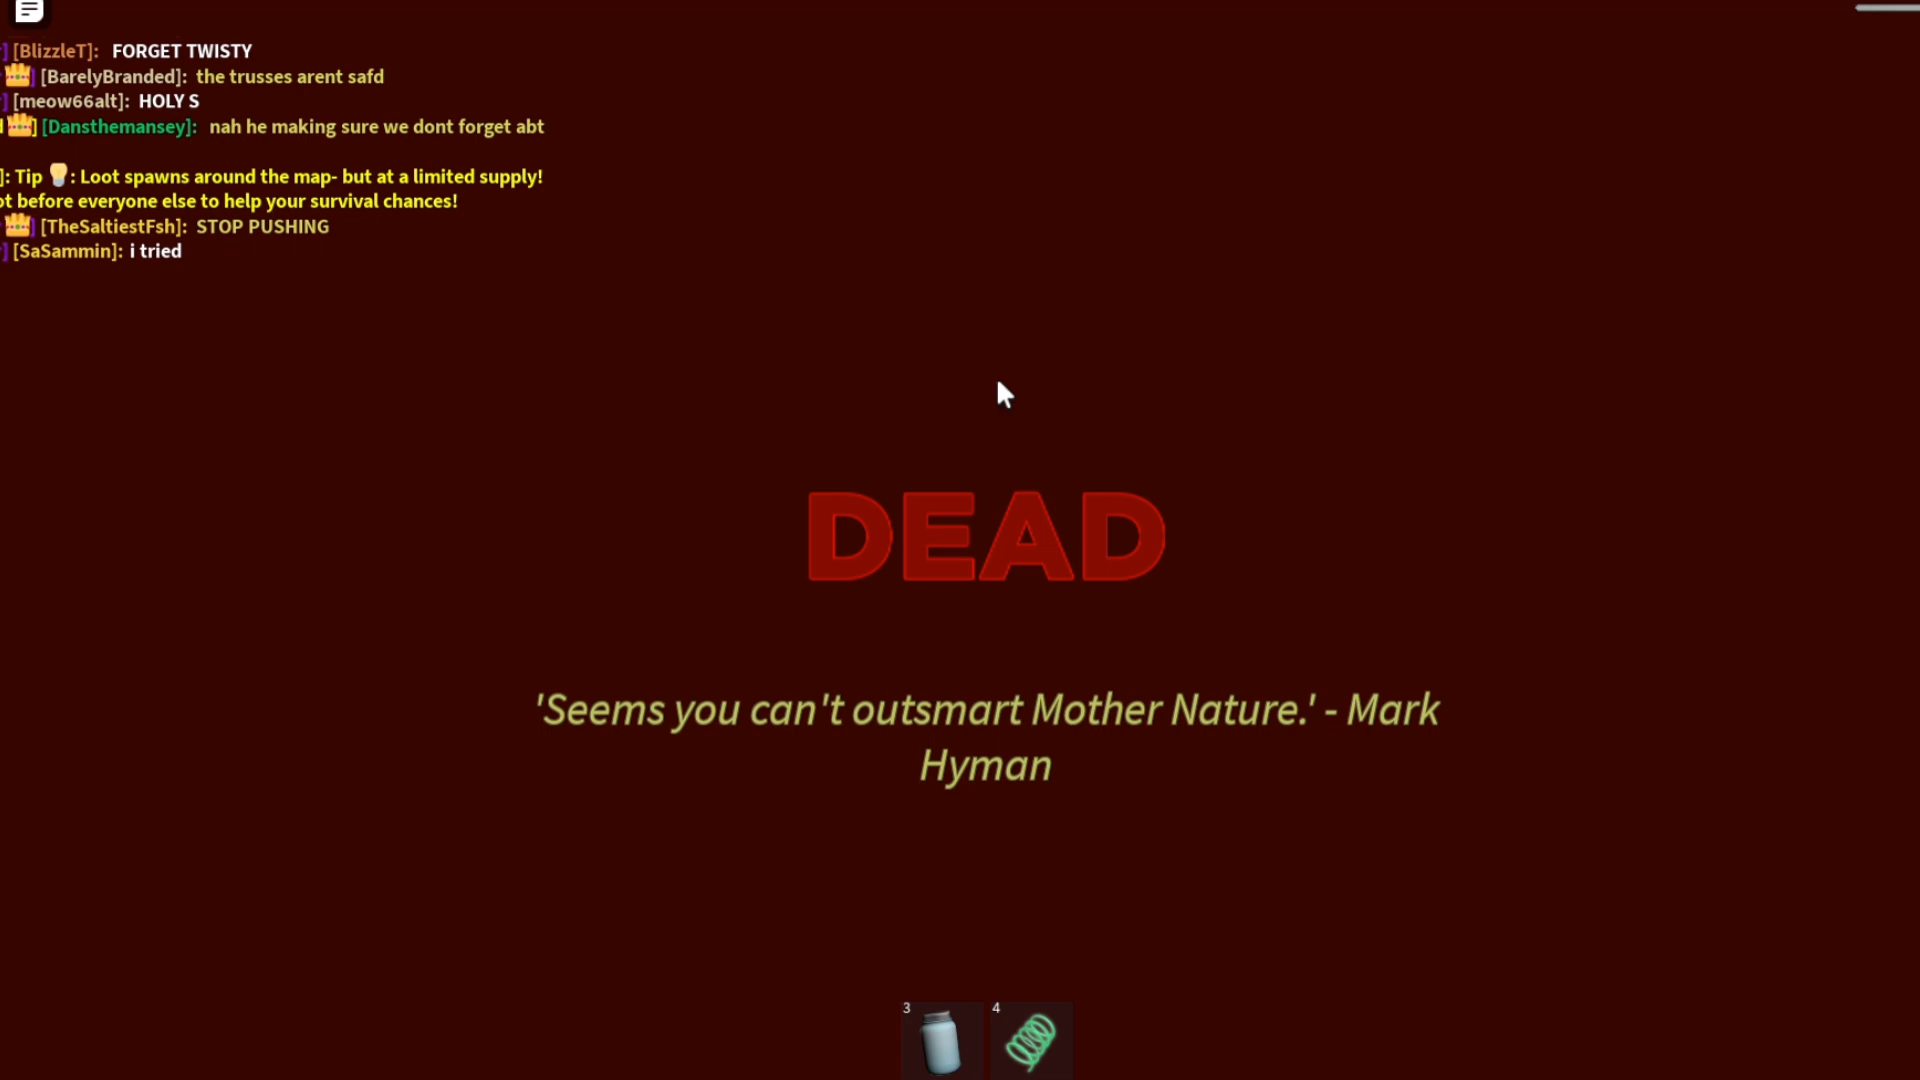 ] [BlizzleT]: FORGET TWISTY
] [BarelyBranded]: the trusses arent safd
] [meow66alt]: HOLY S
] [Dansthemansey]: nah he making sure we dont forget abt
]: Tip 💡: Loot spawns around the map- but at a limited supply!
ot before everyone else to help your survival chances!
] [TheSaltiestFsh]: STOP PUSHING
] [SaSammin]: i tried
DEAD
'Seems you can't outsmart Mother Nature.' - Mark
Hyman
3 4